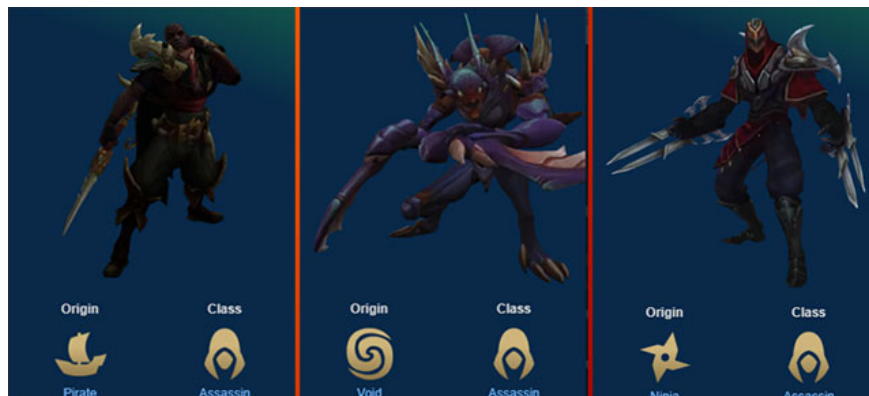 Origin Class
Pirate Assassin
Origin Class
Void Assassin
Origin Class
Ninja Assassin